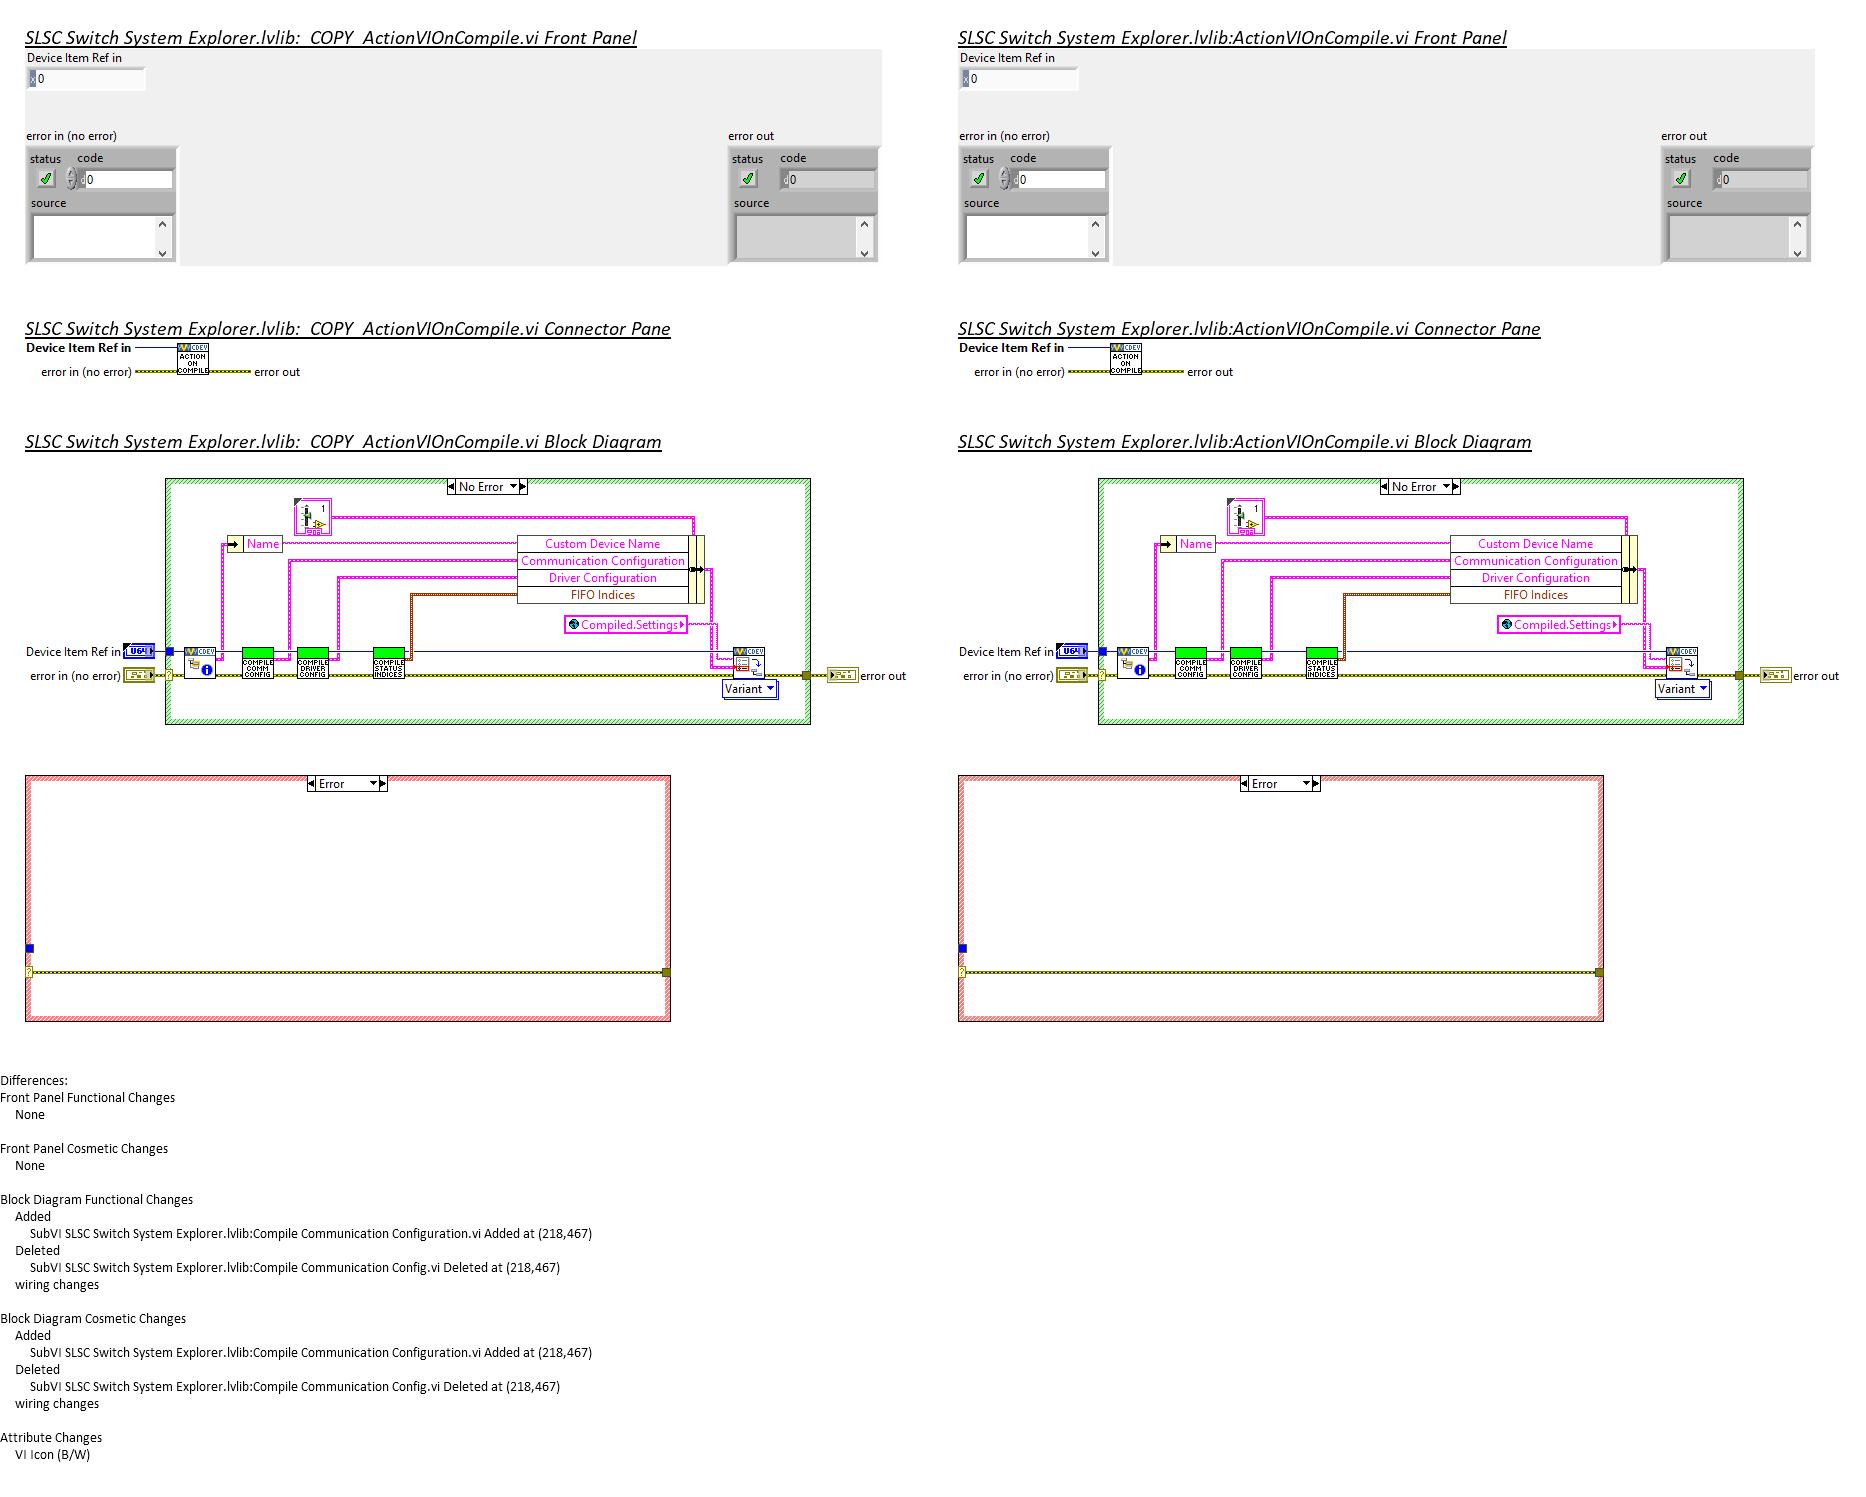 SLSC Switch System Explorer.lvlib:_COPY_ActionVIOnCompile.vi Front Panel
Device Item Ref in
x 0
error in (no error)
error out
status code
d 0
source
status code
d 0
source
SLSC Switch System Explorer.lvlib:_COPY_ActionVIOnCompile.vi Connector Pane
Device Item Ref in
CDEV
ACTION
ON
COMPILE
error in (no error)
error out
SLSC Switch System Explorer.lvlib:_COPY_ActionVIOnCompile.vi Block Diagram
No Error
1
Name
Custom Device Name
Communication Configuration
Driver Configuration
FIFO Indices
Compiled.Settings
Device Item Ref in
U64
CDEV
COMPILE
COMM
CONFIG
COMPILE
DRIVER
CONFIG
COMPILE
STATUS
INDICES
CDEV
error in (no error)
?
error out
Variant
Error
?
SLSC Switch System Explorer.lvlib:ActionVIOnCompile.vi Front Panel
Device Item Ref in
x 0
error in (no error)
error out
status code
d 0
source
status code
d 0
source
SLSC Switch System Explorer.lvlib:ActionVIOnCompile.vi Connector Pane
Device Item Ref in
CDEV
ACTION
ON
COMPILE
error in (no error)
error out
SLSC Switch System Explorer.lvlib:ActionVIOnCompile.vi Block Diagram
No Error
1
Name
Custom Device Name
Communication Configuration
Driver Configuration
FIFO Indices
Compiled.Settings
Device Item Ref in
U64
CDEV
COMPILE
COMM
CONFIG
COMPILE
DRIVER
CONFIG
COMPILE
STATUS
INDICES
CDEV
error in (no error)
?
error out
Variant
Error
?
Differences:
Front Panel Functional Changes
None
Front Panel Cosmetic Changes
None
Block Diagram Functional Changes
Added
SubVI SLSC Switch System Explorer.lvlib:Compile Communication Configuration.vi Added at (218,467)
Deleted
SubVI SLSC Switch System Explorer.lvlib:Compile Communication Config.vi Deleted at (218,467)
wiring changes
Block Diagram Cosmetic Changes
Added
SubVI SLSC Switch System Explorer.lvlib:Compile Communication Configuration.vi Added at (218,467)
Deleted
SubVI SLSC Switch System Explorer.lvlib:Compile Communication Config.vi Deleted at (218,467)
wiring changes
Attribute Changes
VI Icon (B/W)